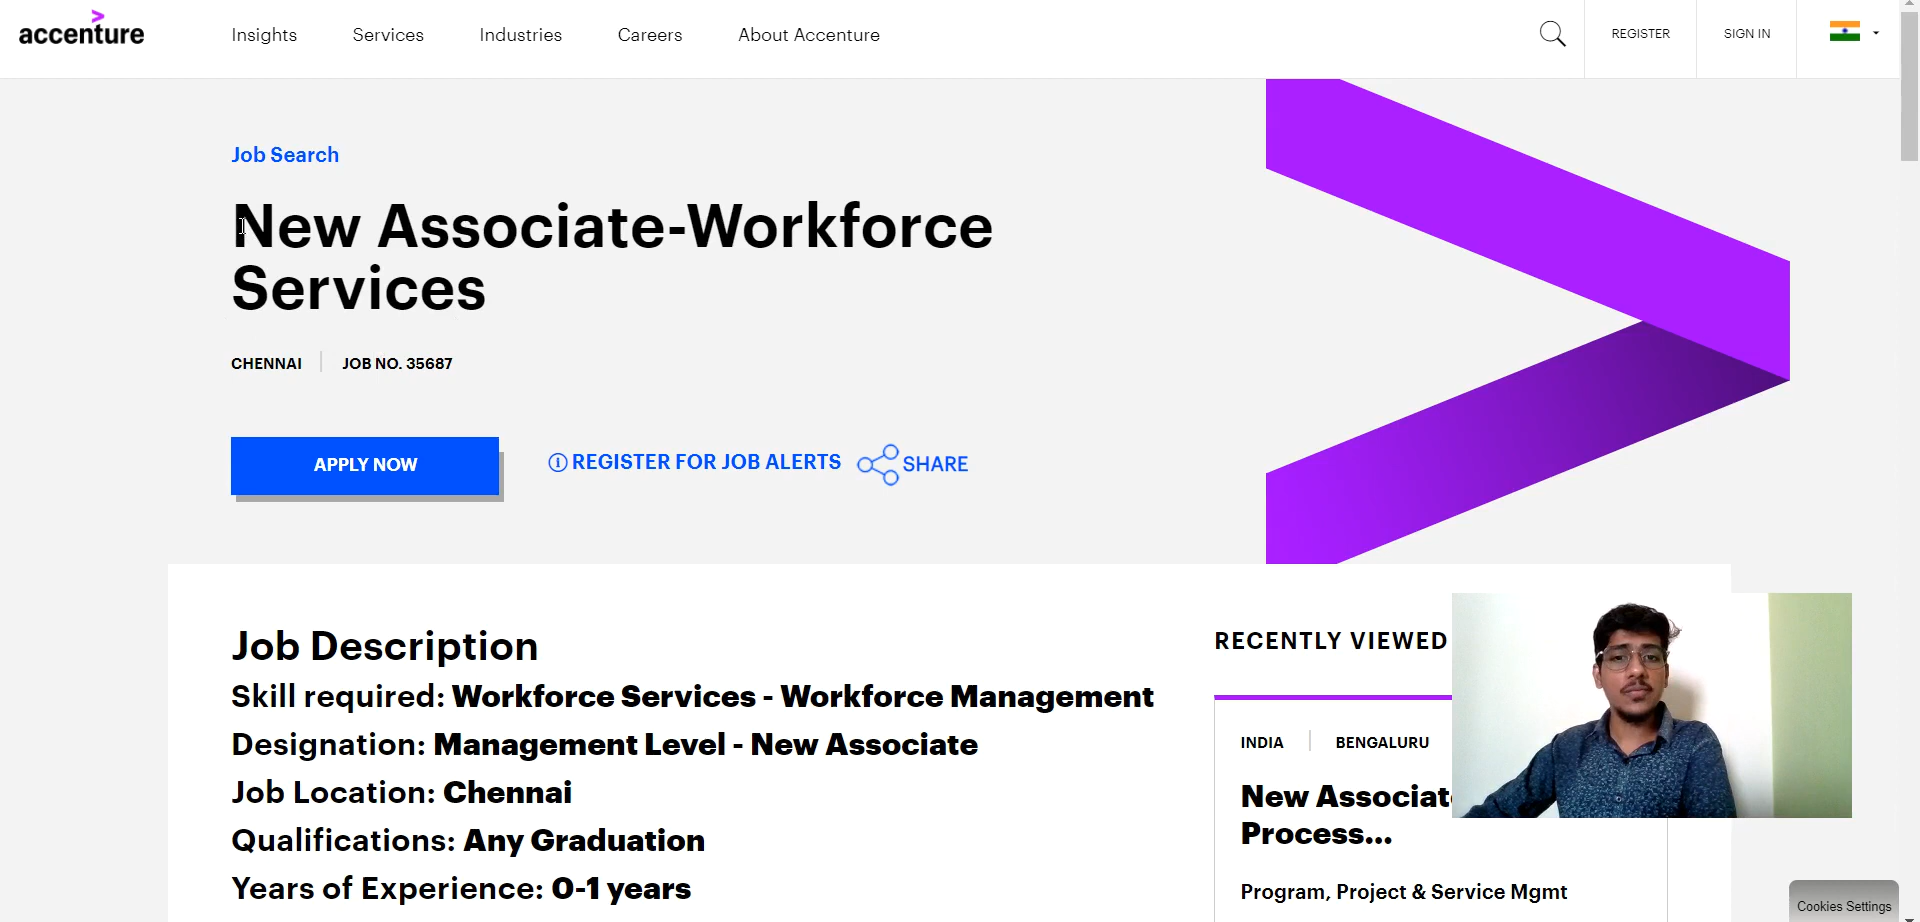 accenture
Insights
Services
Industries
Careers
About Accenture
REGISTER
SIGN IN
Job Search
New Associate-Workforce
Services
CHENNAI
JOB NO. 35687
APPLY NOW
REGISTER FOR JOB ALERTS
SHARE
Job Description
Skill required: Workforce Services - Workforce Management
Designation: Management Level - New Associate
Job Location: Chennai
Qualifications: Any Graduation
Years of Experience: 0-1 years
RECENTLY VIEWED
INDIA
BENGALURU
New Associat
Process...
Program, Project & Service Mgmt
Cookies Settings